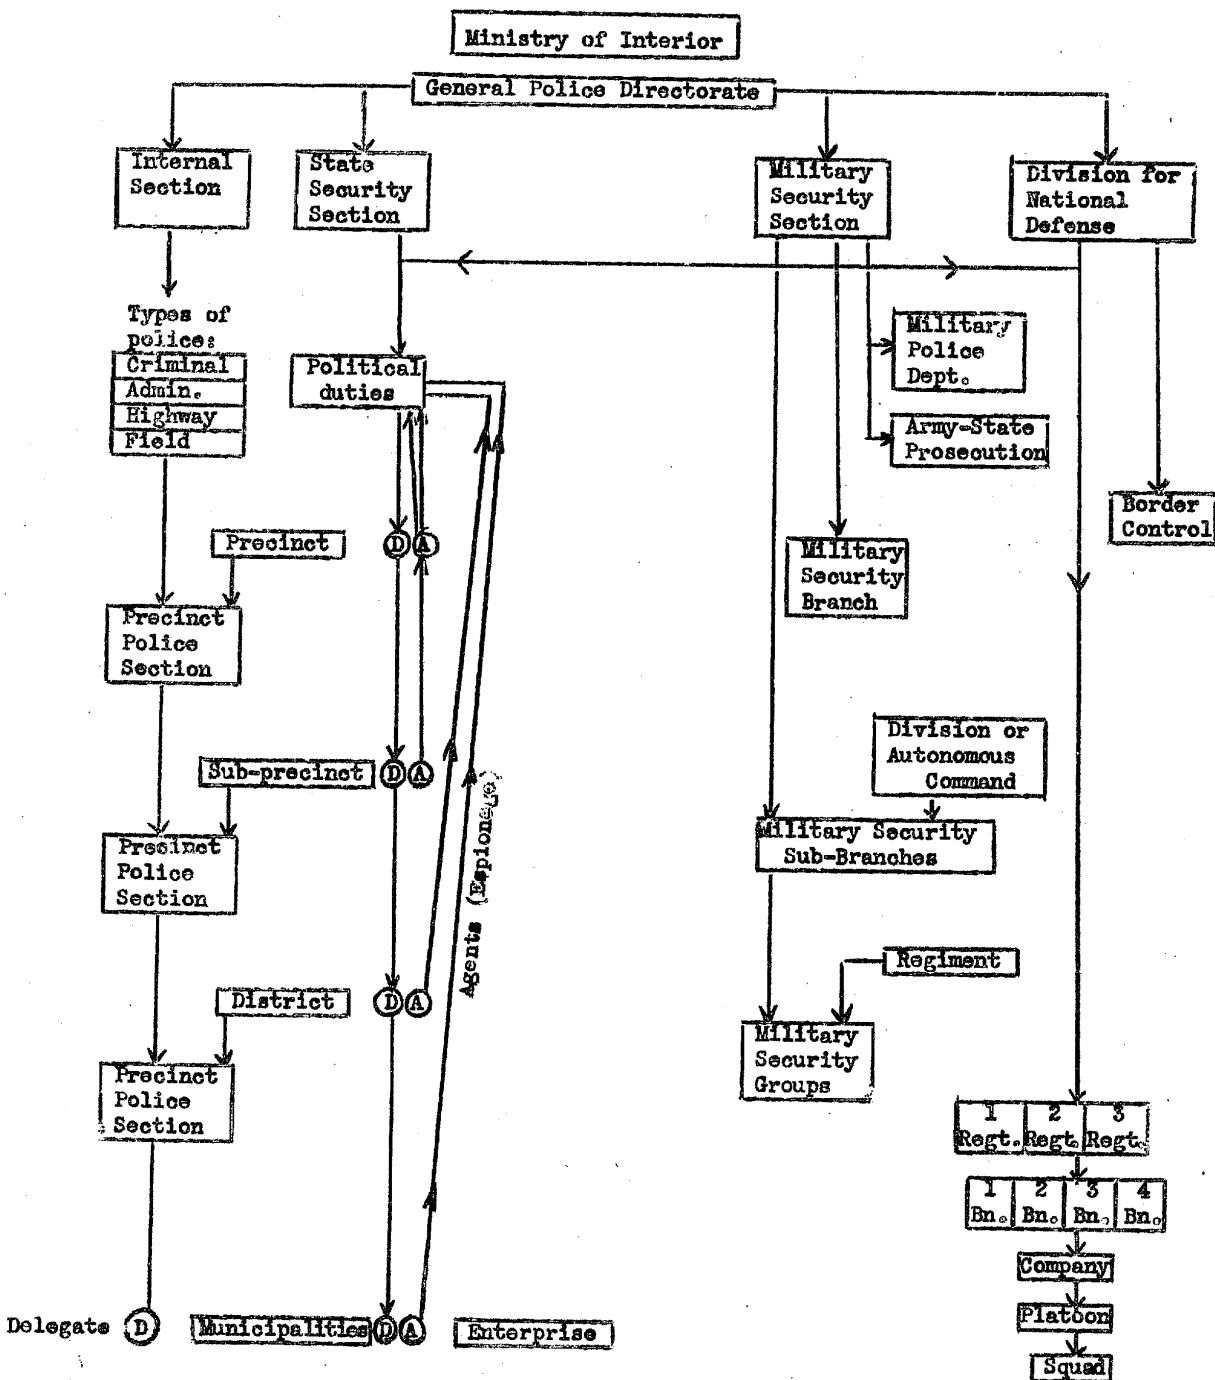 Ministry of Interior
General Police Directorate
Internal
Section
State
Security
Section
Military
Security
Section
Division for
National
Defense
Types of
police:
Criminal
Admin.
Highway
Field
Political
duties
Military
Police
Dept.
Army-State
Prosecution
Border
Control
Precinct
D A
Military
Security
Branch
Precinct
Police
Section
Division or
Autonomous
Command
Sub-precinct
D A
Military Security
Sub-Branches
Precinct
Police
Section
Agents (Espionage)
Regiment
District
D A
Military
Security
Groups
Precinct
Police
Section
1 2 3
Regt. Regt. Regt.
1 2 3 4
Bn. Bn. Bn. Bn.
Company
Platoon
Squad
Delegate D
Municipalities D A
Enterprise